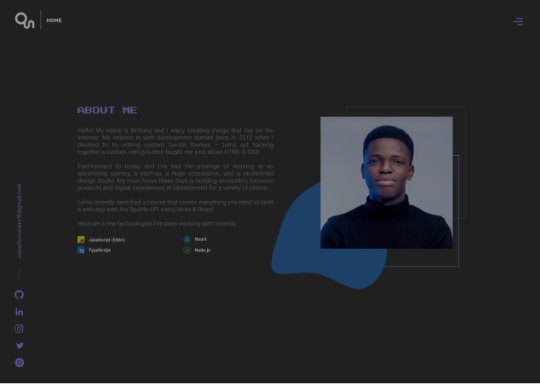 HOME
ABOUT ME
Hello! My name is Brittany and I enjoy creating things that live on the
internet. My interest in web development started back in 2012 when I
decided to try editing custom Tumblr themes — turns out hacking
together a custom reblog button taught me a lot about HTML & CSS!
Fast-forward to today, and I've had the privilege of working at an
advertising agency, a start-up, a huge corporation, and a student-led
design studio. My main focus these days is building accessible, inclusive
products and digital experiences at Upstatement for a variety of clients.
I also recently launched a course that covers everything you need to build
a web app with the Spotify API using Node & React.
Here are a few technologies I've been working with recently:
JavaScript (ES6+)
React
TypeScript
Node.js